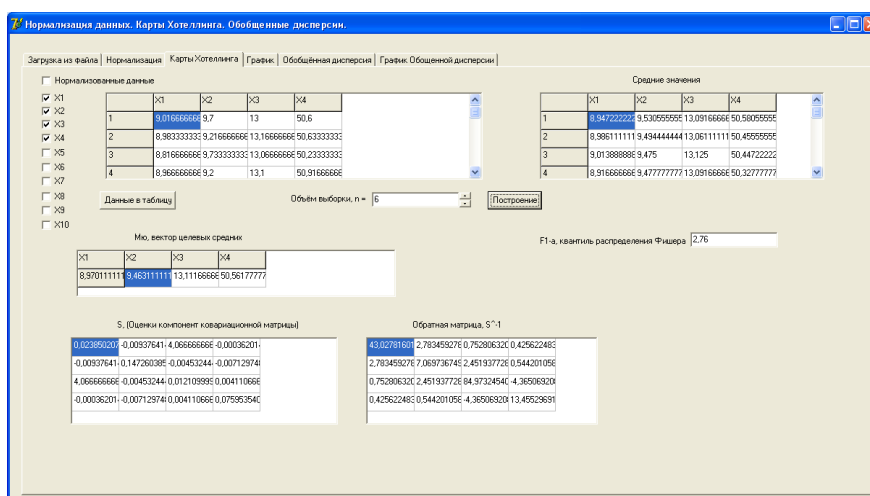 Нормализация данных. Карты Хотеллинга. Обобщенные дисперсии.
Загрузка из файла Нормализация Карты Хотеллинга График Обобщённая дисперсия График Обощенной дисперсии
Нормализованные данные
Средние значения
X1
X2
X3
X4
X5
X6
X7
X8
X9
X10
X1 X2 X3 X4
1 9,016666666 9,7 13 50,6
2 8,983333333 9,216666666 13,16666666 50,63333333
3 8,816666666 9,733333333 13,06666666 50,23333333
4 8,966666666 9,2 13,1 50,91666666
X1 X2 X3 X4
1 8,947222222 9,530555555 13,09166666 50,58055555
2 8,986111111 9,494444444 13,06111111 50,45555555
3 9,013888888 9,475 13,125 50,44722222
4 8,916666666 9,477777777 13,09166666 50,32777777
Данные в таблицу
Объём выборки, n = 6
Построение
Мю, вектор целевых средних
F1-a, квантиль распределения Фишера 2,76
X1 X2 X3 X4
8,970111111 9,463111111 13,11166666 50,56177777
S, (Оценки компонент ковариационной матрицы)
0,023850207 -0,00937641 4,066666666 -0,00036201
-0,00937641 0,147260385 -0,00453244 -0,00712974
4,066666666 -0,00453244 0,012109999 0,004110666
-0,00036201 -0,00712974 0,004110666 0,075953540
Обратная матрица, S^-1
43,02781601 2,783459278 0,752806320 0,425622483
2,783459278 7,069736749 2,451937728 0,544201056
0,752806320 2,451937728 84,97324540 -4,36506920
0,425622483 0,544201056 -4,36506920 13,45529691